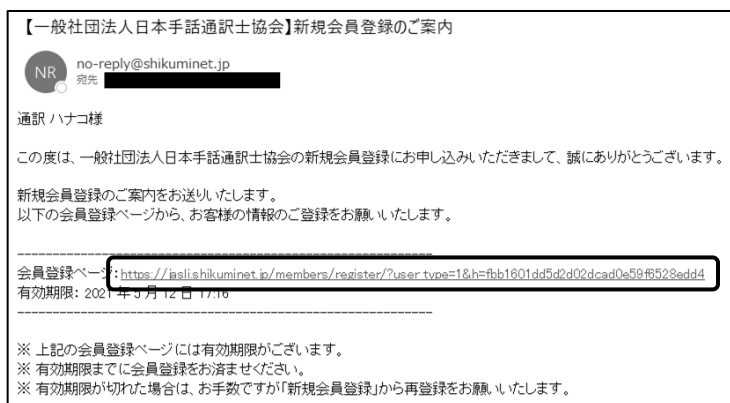 【一般社団法人日本手話通訳士協会】新規会員登録のご案内
NR
no-reply@shikuminet.jp
宛先
通訳 ハナコ様
この度は、一般社団法人日本手話通訳士協会の新規会員登録にお申し込みいただきまして、誠にありがとうございます。
新規会員登録のご案内をお送りいたします。
以下の会員登録ページから、お客様の情報のご登録をお願いいたします。
------------------------------------------------------------
会員登録ページ:https://jasli.shikuminet.jp/members/register/?user_type=1&h=fbb1601dd5d2d02dcad0e59f6528edd4
有効期限: 2021 年 5 月 12 日 17:16
------------------------------------------------------------
※ 上記の会員登録ページには有効期限がございます。
※ 有効期限までに会員登録をお済ませください。
※ 有効期限が切れた場合は、お手数ですが「新規会員登録」から再登録をお願いいたします。